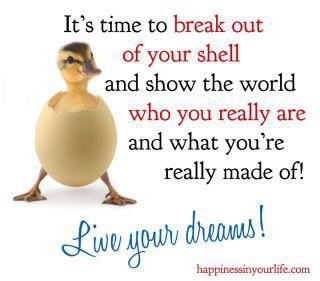 It's time to break out
of your shell
and show the world
who you really are
and what you're
really made of!
Live your dreams!
happinessinyourlife.com